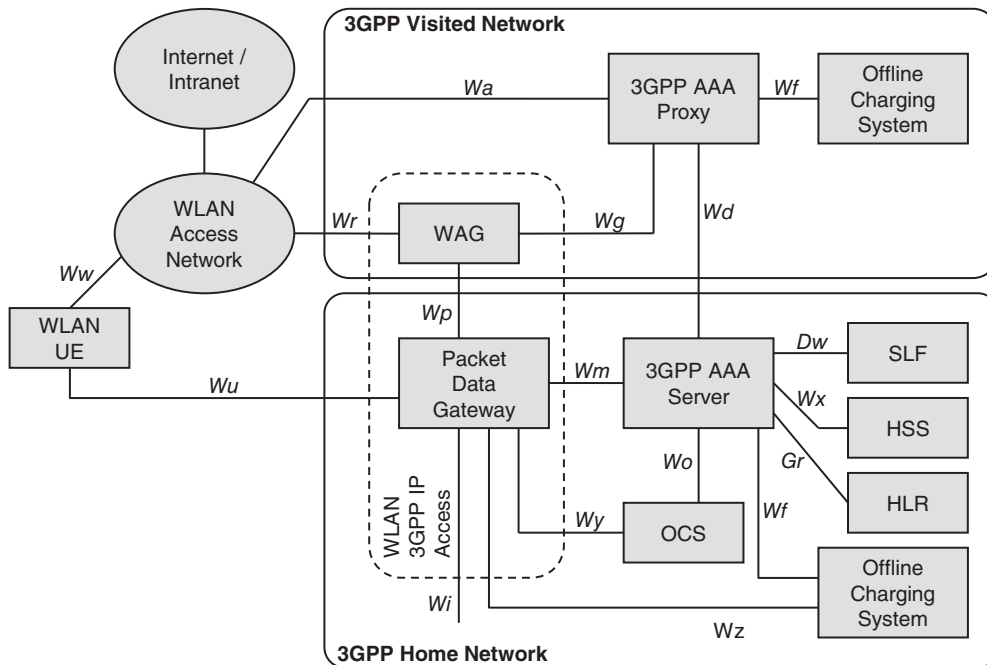 3GPP Visited Network
Internet /
Intranet
Wa
3GPP AAA
Proxy
Wf
Offline
Charging
System
WLAN
Access
Network
Wr
WAG
Wg
Wd
Ww
WLAN
UE
Wp
Wu
Packet
Data
Gateway
Wm
3GPP AAA
Server
Dw
SLF
Wx
HSS
Gr
HLR
Wo
Wf
WLAN
3GPP IP
Access
Wy
OCS
Offline
Charging
System
Wi
Wz
3GPP Home Network